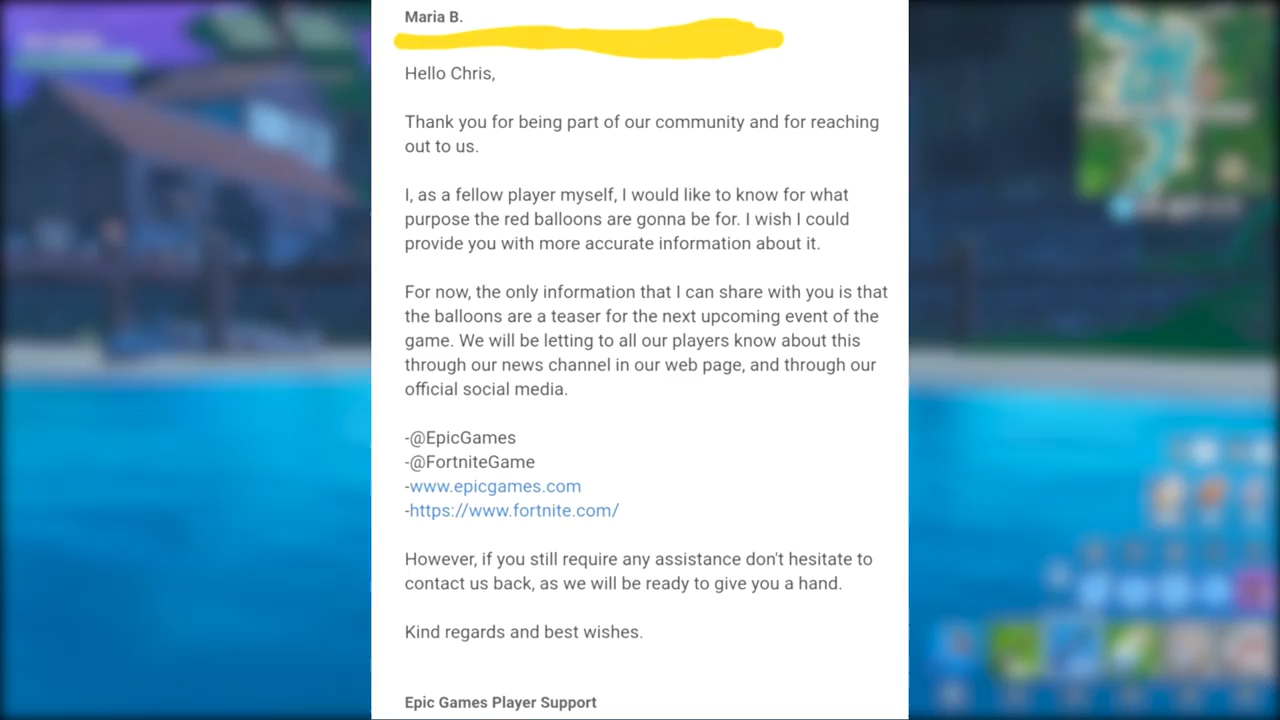 Maria B.
Hello Chris,
Thank you for being part of our community and for reaching
out to us.
I, as a fellow player myself, I would like to know for what
purpose the red balloons are gonna be for. I wish I could
provide you with more accurate information about it.
For now, the only information that I can share with you is that
the balloons are a teaser for the next upcoming event of the
game. We will be letting to all our players know about this
through our news channel in our web page, and through our
official social media.
-@EpicGames
-@FortniteGame
-www.epicgames.com
-https://www.fortnite.com/
However, if you still require any assistance don't hesitate to
contact us back, as we will be ready to give you a hand.
Kind regards and best wishes.
Epic Games Player Support